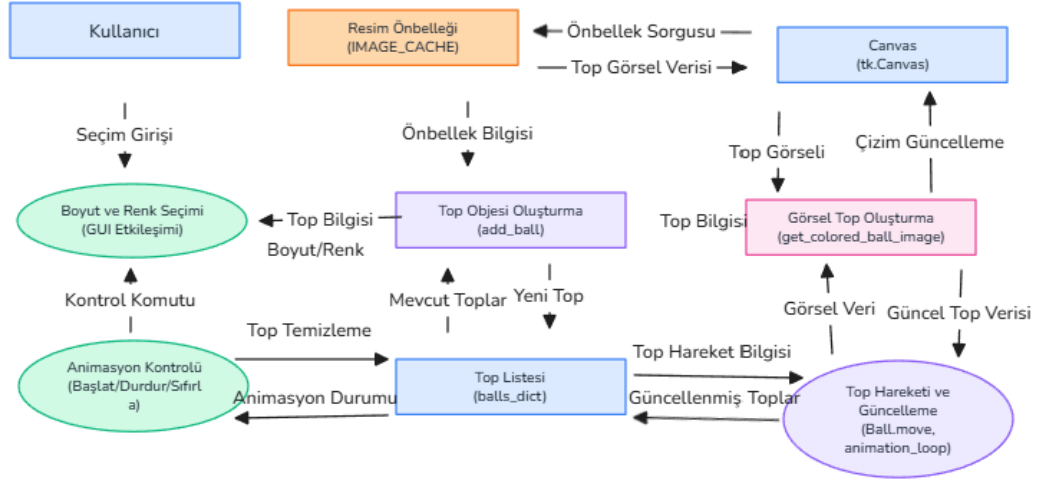 Kullanıcı
Resim Önbelleği
(IMAGE_CACHE)
Önbellek Sorgusu
Top Görsel Verisi
Canvas
(tk.Canvas)
Seçim Girişi
Önbellek Bilgisi
Top Görseli
Çizim Güncelleme
Boyut ve Renk Seçimi
(GUI Etkileşimi)
Top Bilgisi
Boyut/Renk
Top Objesi Oluşturma
(add_ball)
Top Bilgisi
Görsel Top Oluşturma
(get_colored_ball_image)
Kontrol Komutu
Mevcut Toplar
Yeni Top
Görsel Veri
Güncel Top Verisi
Top Temizleme
Animasyon Kontrolü
(Başlat/Durdur/Sıfırl
a)
Animasyon Durumu
Top Listesi
(balls_dict)
Top Hareket Bilgisi
Güncellenmiş Toplar
Top Hareketi ve
Güncelleme
(Ball.move,
animation_loop)